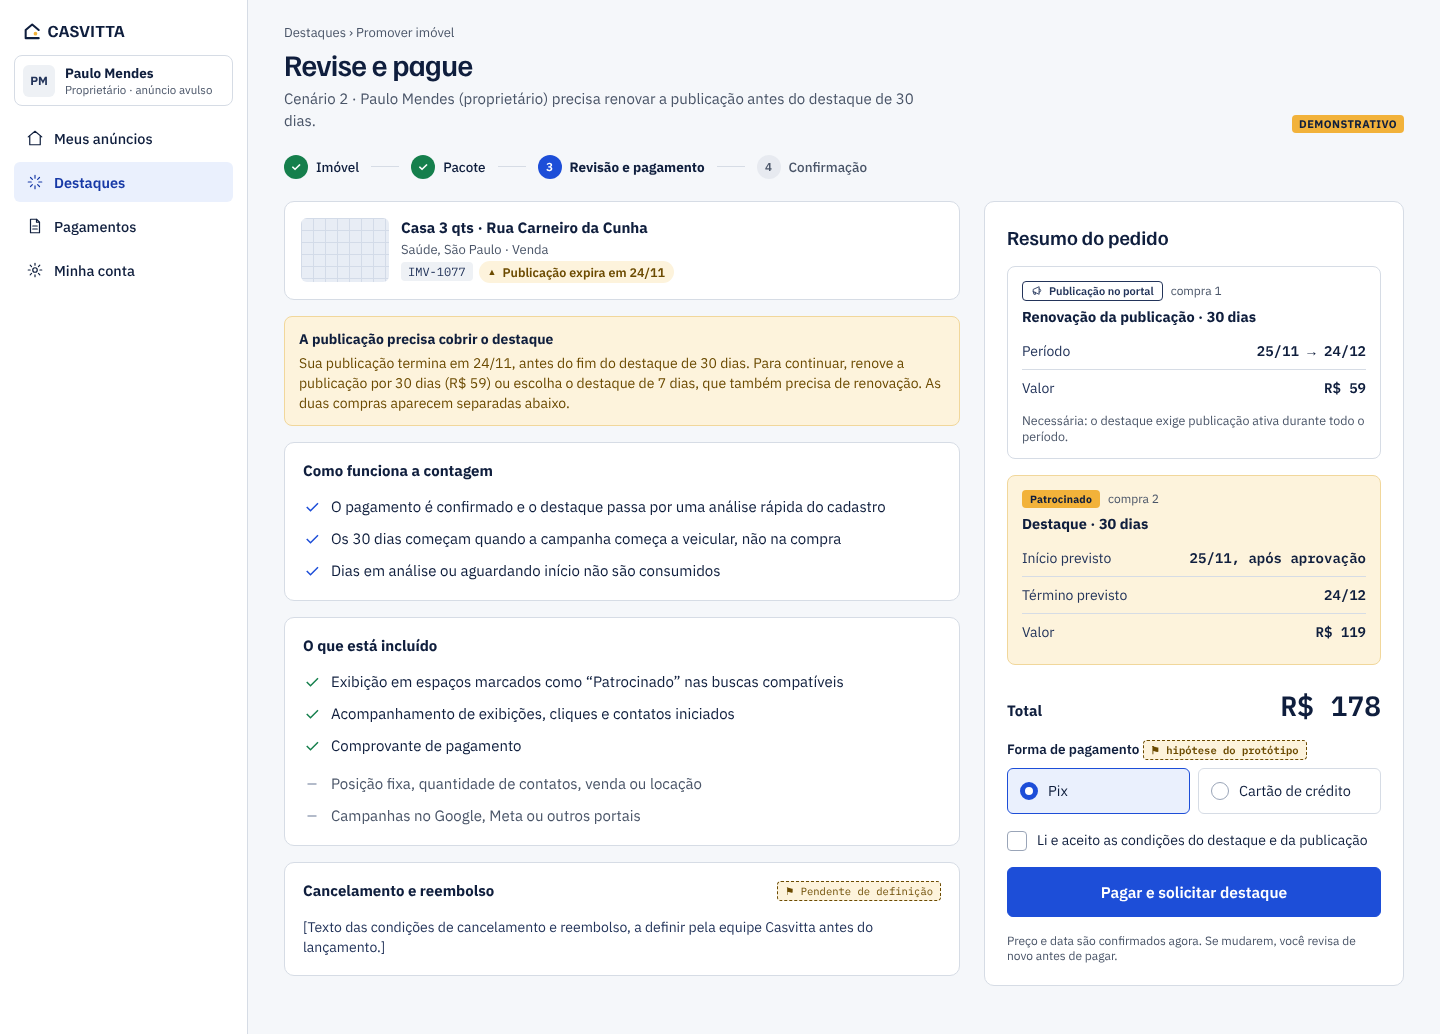 CASVITTA
PM
Paulo Mendes
Proprietário · anúncio avulso
Meus anúncios
Destaques
Pagamentos
Minha conta
Destaques › Promover imóvel
Revise e pague
Cenário 2 · Paulo Mendes (proprietário) precisa renovar a publicação antes do destaque de 30
dias.
DEMONSTRATIVO
Imóvel
Pacote
3 Revisão e pagamento
4 Confirmação
Casa 3 qts · Rua Carneiro da Cunha
Saúde, São Paulo · Venda
IMV-1077 ▲ Publicação expira em 24/11
A publicação precisa cobrir o destaque
Sua publicação termina em 24/11, antes do fim do destaque de 30 dias. Para continuar, renove a
publicação por 30 dias (R$ 59) ou escolha o destaque de 7 dias, que também precisa de renovação. As
duas compras aparecem separadas abaixo.
Como funciona a contagem
O pagamento é confirmado e o destaque passa por uma análise rápida do cadastro
Os 30 dias começam quando a campanha começa a veicular, não na compra
Dias em análise ou aguardando início não são consumidos
O que está incluído
Exibição em espaços marcados como “Patrocinado” nas buscas compatíveis
Acompanhamento de exibições, cliques e contatos iniciados
Comprovante de pagamento
– Posição fixa, quantidade de contatos, venda ou locação
– Campanhas no Google, Meta ou outros portais
Cancelamento e reembolso
⚑ Pendente de definição
[Texto das condições de cancelamento e reembolso, a definir pela equipe Casvitta antes do
lançamento.]
Resumo do pedido
Publicação no portal compra 1
Renovação da publicação · 30 dias
Período 25/11 → 24/12
Valor R$ 59
Necessária: o destaque exige publicação ativa durante todo o
período.
Patrocinado compra 2
Destaque · 30 dias
Início previsto 25/11, após aprovação
Término previsto 24/12
Valor R$ 119
Total R$ 178
Forma de pagamento ⚑ hipótese do protótipo
Pix
Cartão de crédito
Li e aceito as condições do destaque e da publicação
Pagar e solicitar destaque
Preço e data são confirmados agora. Se mudarem, você revisa de
novo antes de pagar.